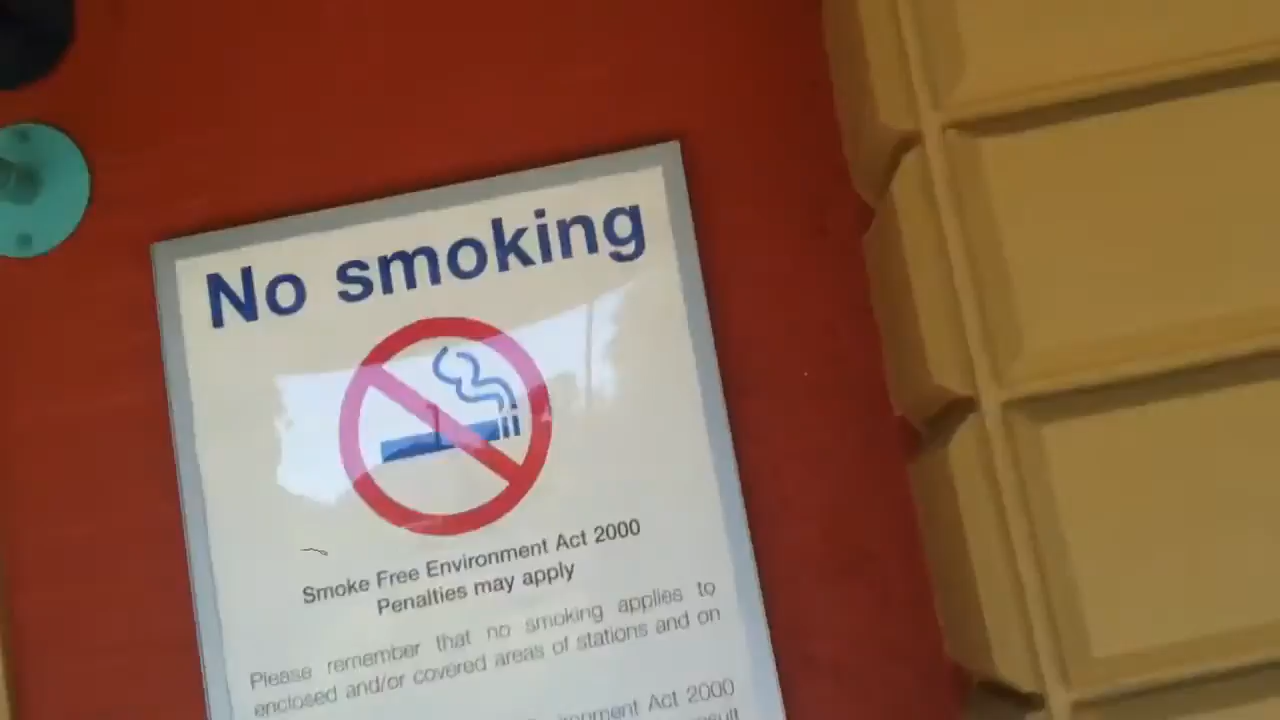 No smoking
Smoke Free Environment Act 2000
Penalties may apply
Please remember that no smoking applies to
enclosed and/or covered areas of stations and on
Act 2000